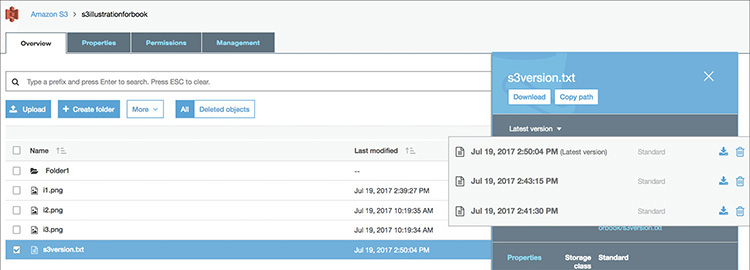 Amazon S3 > s3illustrationforbook
Overview Properties Permissions Management
Type a prefix and press Enter to search. Press ESC to clear.
Upload + Create folder More All Deleted objects
Name Last modified
Folder1 --
i1.png Jul 19, 2017 2:39:27 PM
i2.png Jul 19, 2017 10:19:35 AM
i3.png Jul 19, 2017 10:19:34 AM
s3version.txt Jul 19, 2017 2:50:04 PM
s3version.txt
Download Copy path
Latest version
Jul 19, 2017 2:50:04 PM (Latest version) Standard
Jul 19, 2017 2:43:15 PM Standard
Jul 19, 2017 2:41:30 PM Standard
orbook/s3version.txt
Properties Storage class Standard